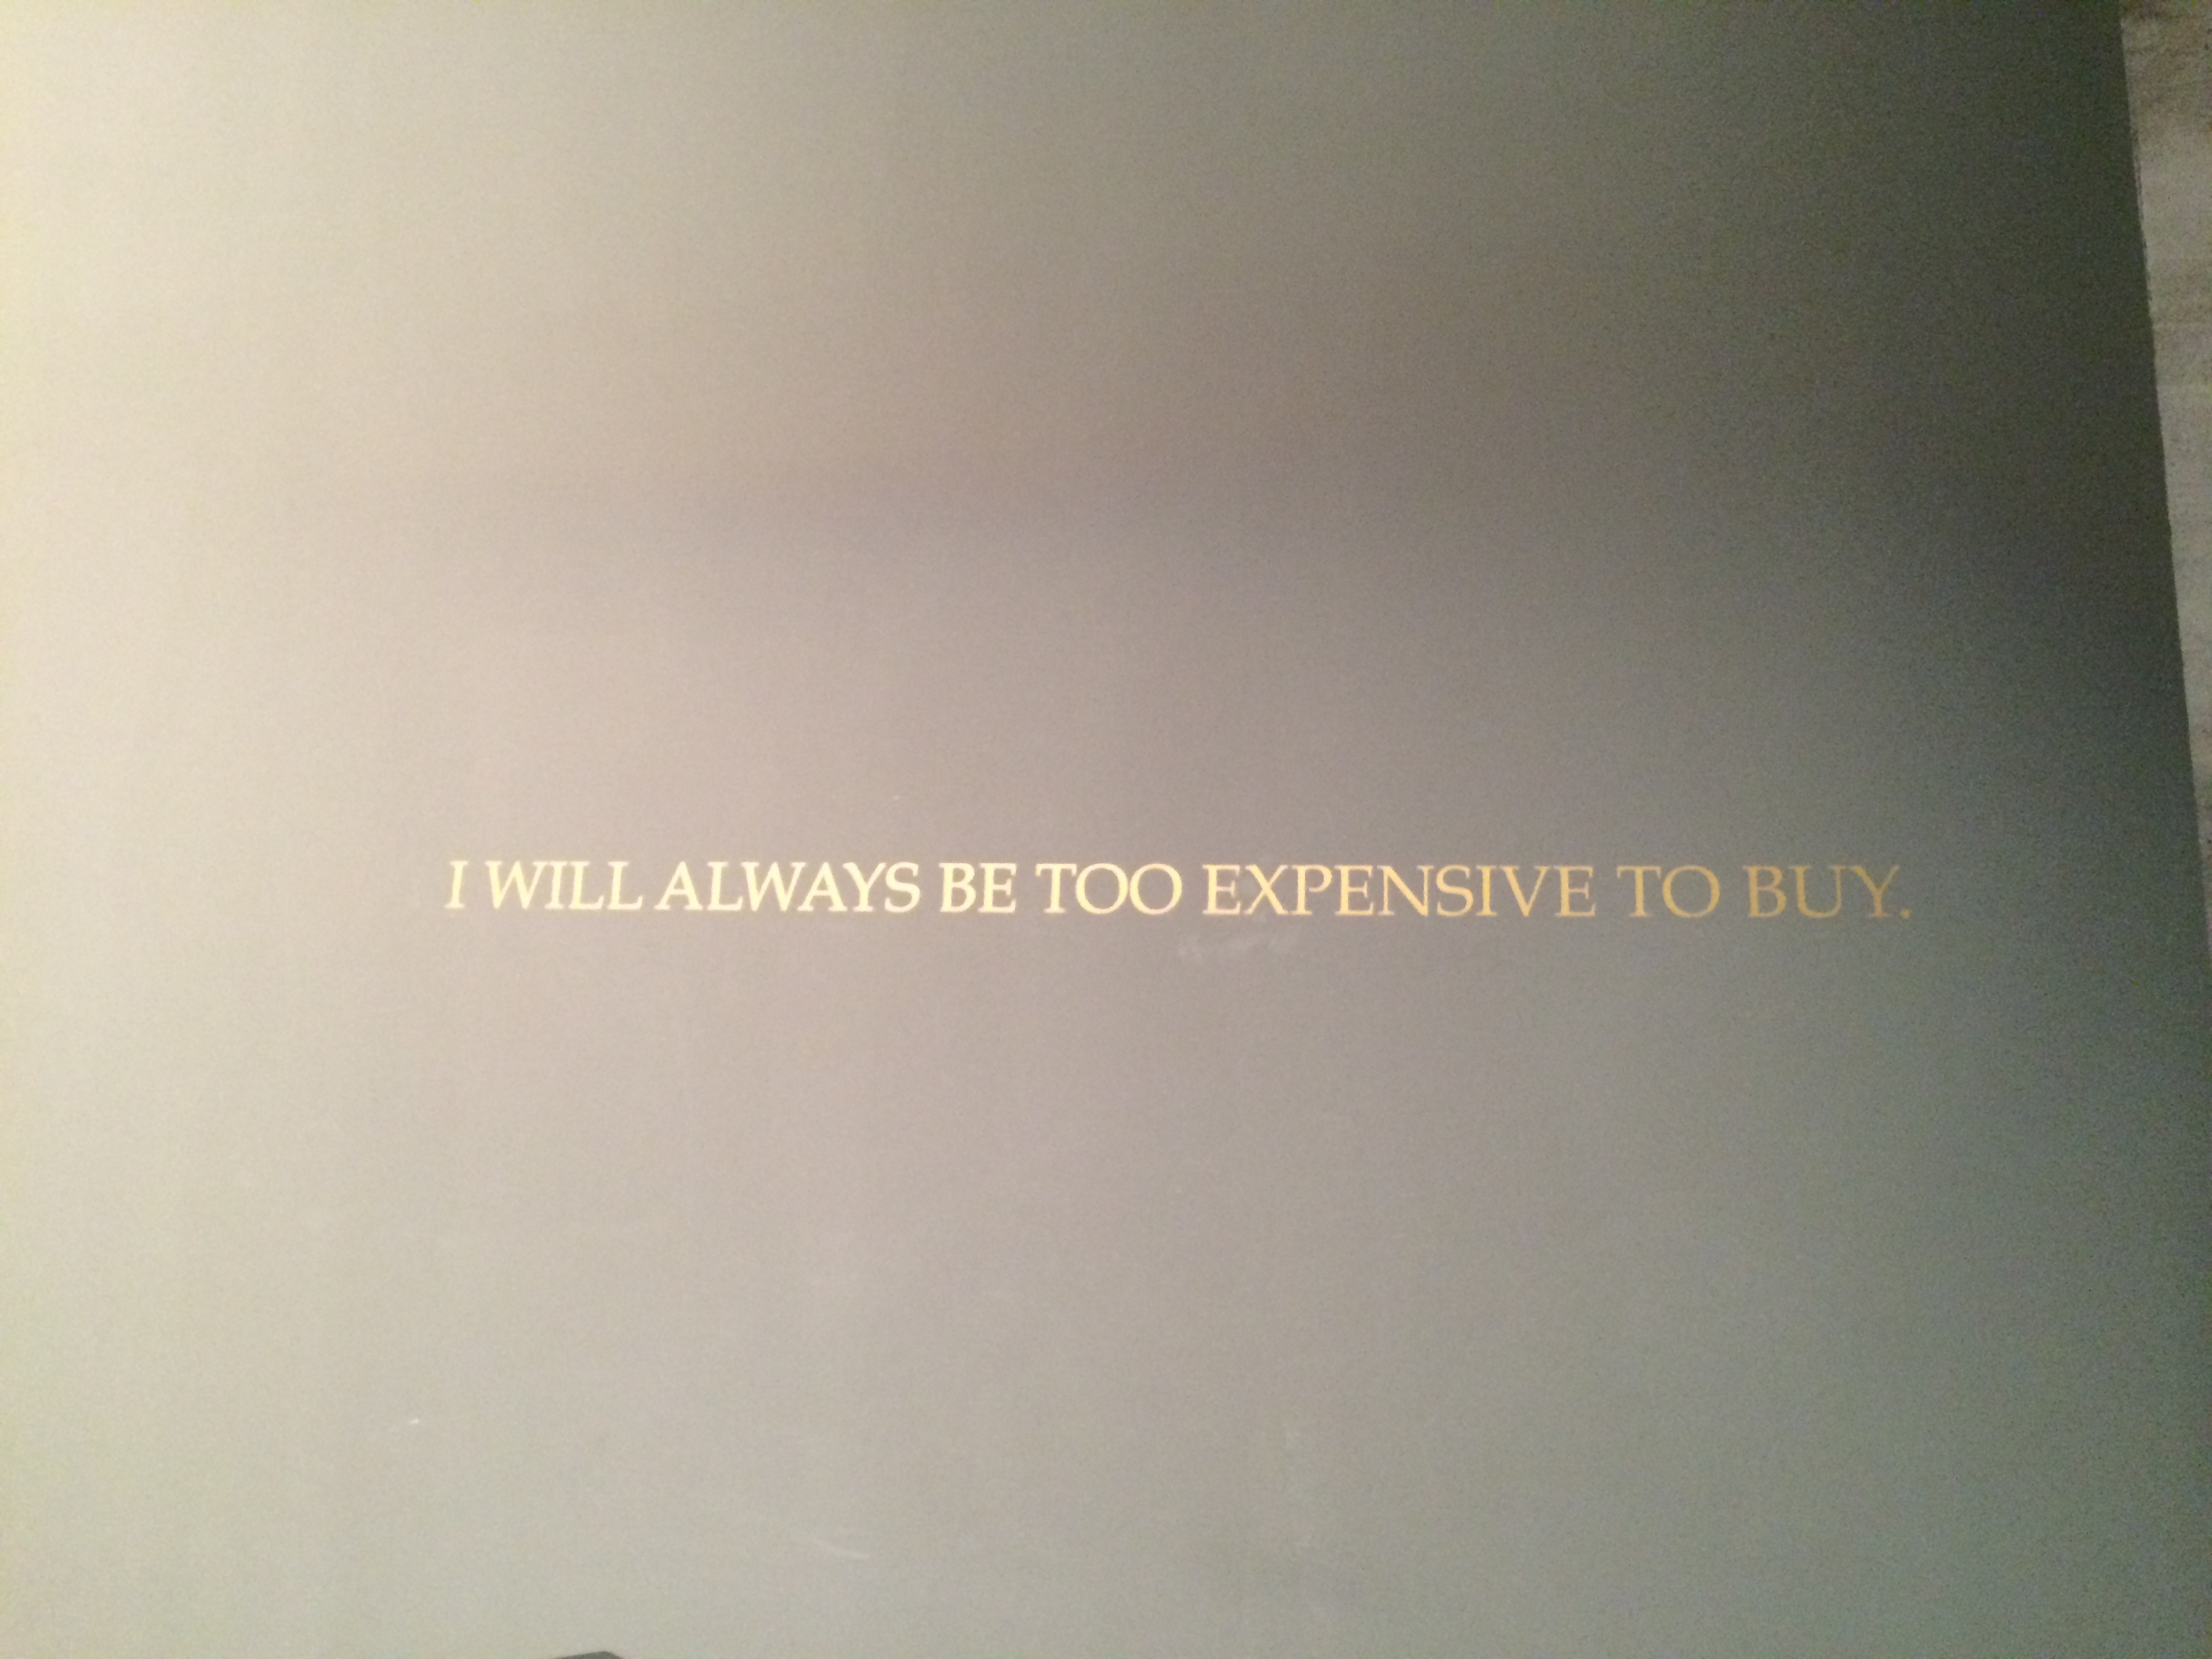 I WILL ALWAYS BE TOO EXPENSIVE TO BUY.